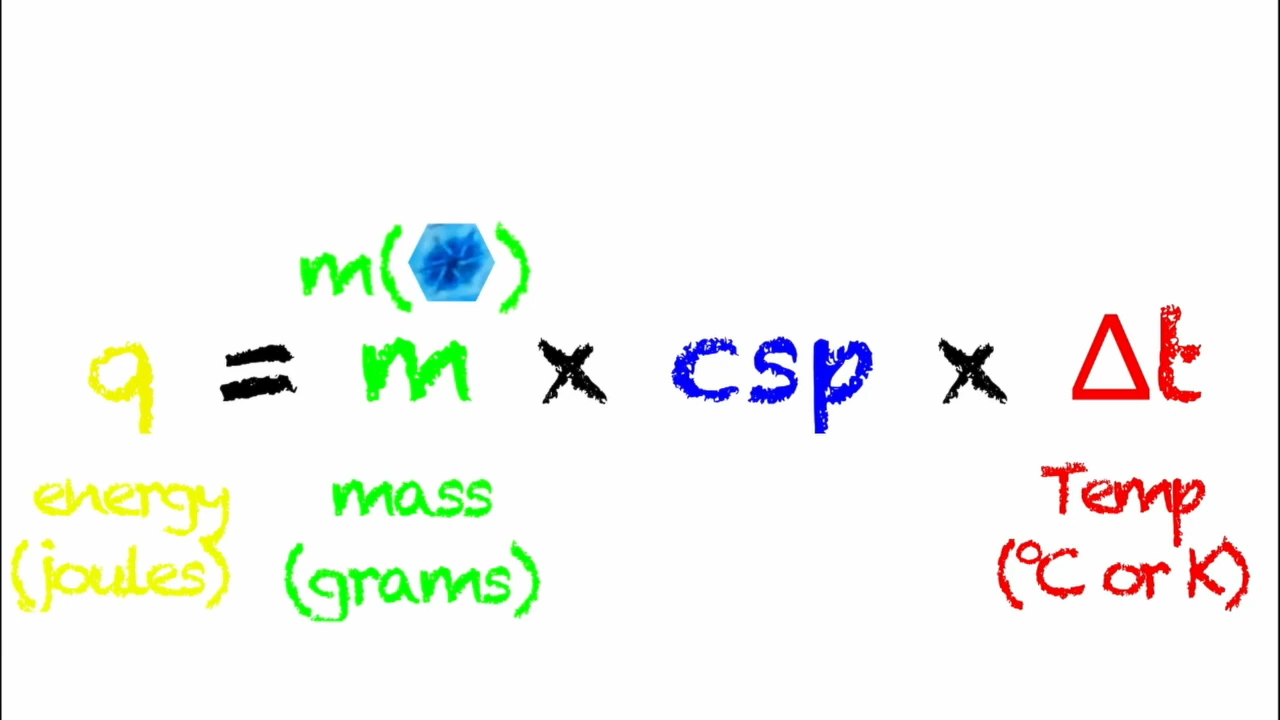 m( )
q = m × csp × Δt
energy mass Temp
(joules) (grams) (°C or K)